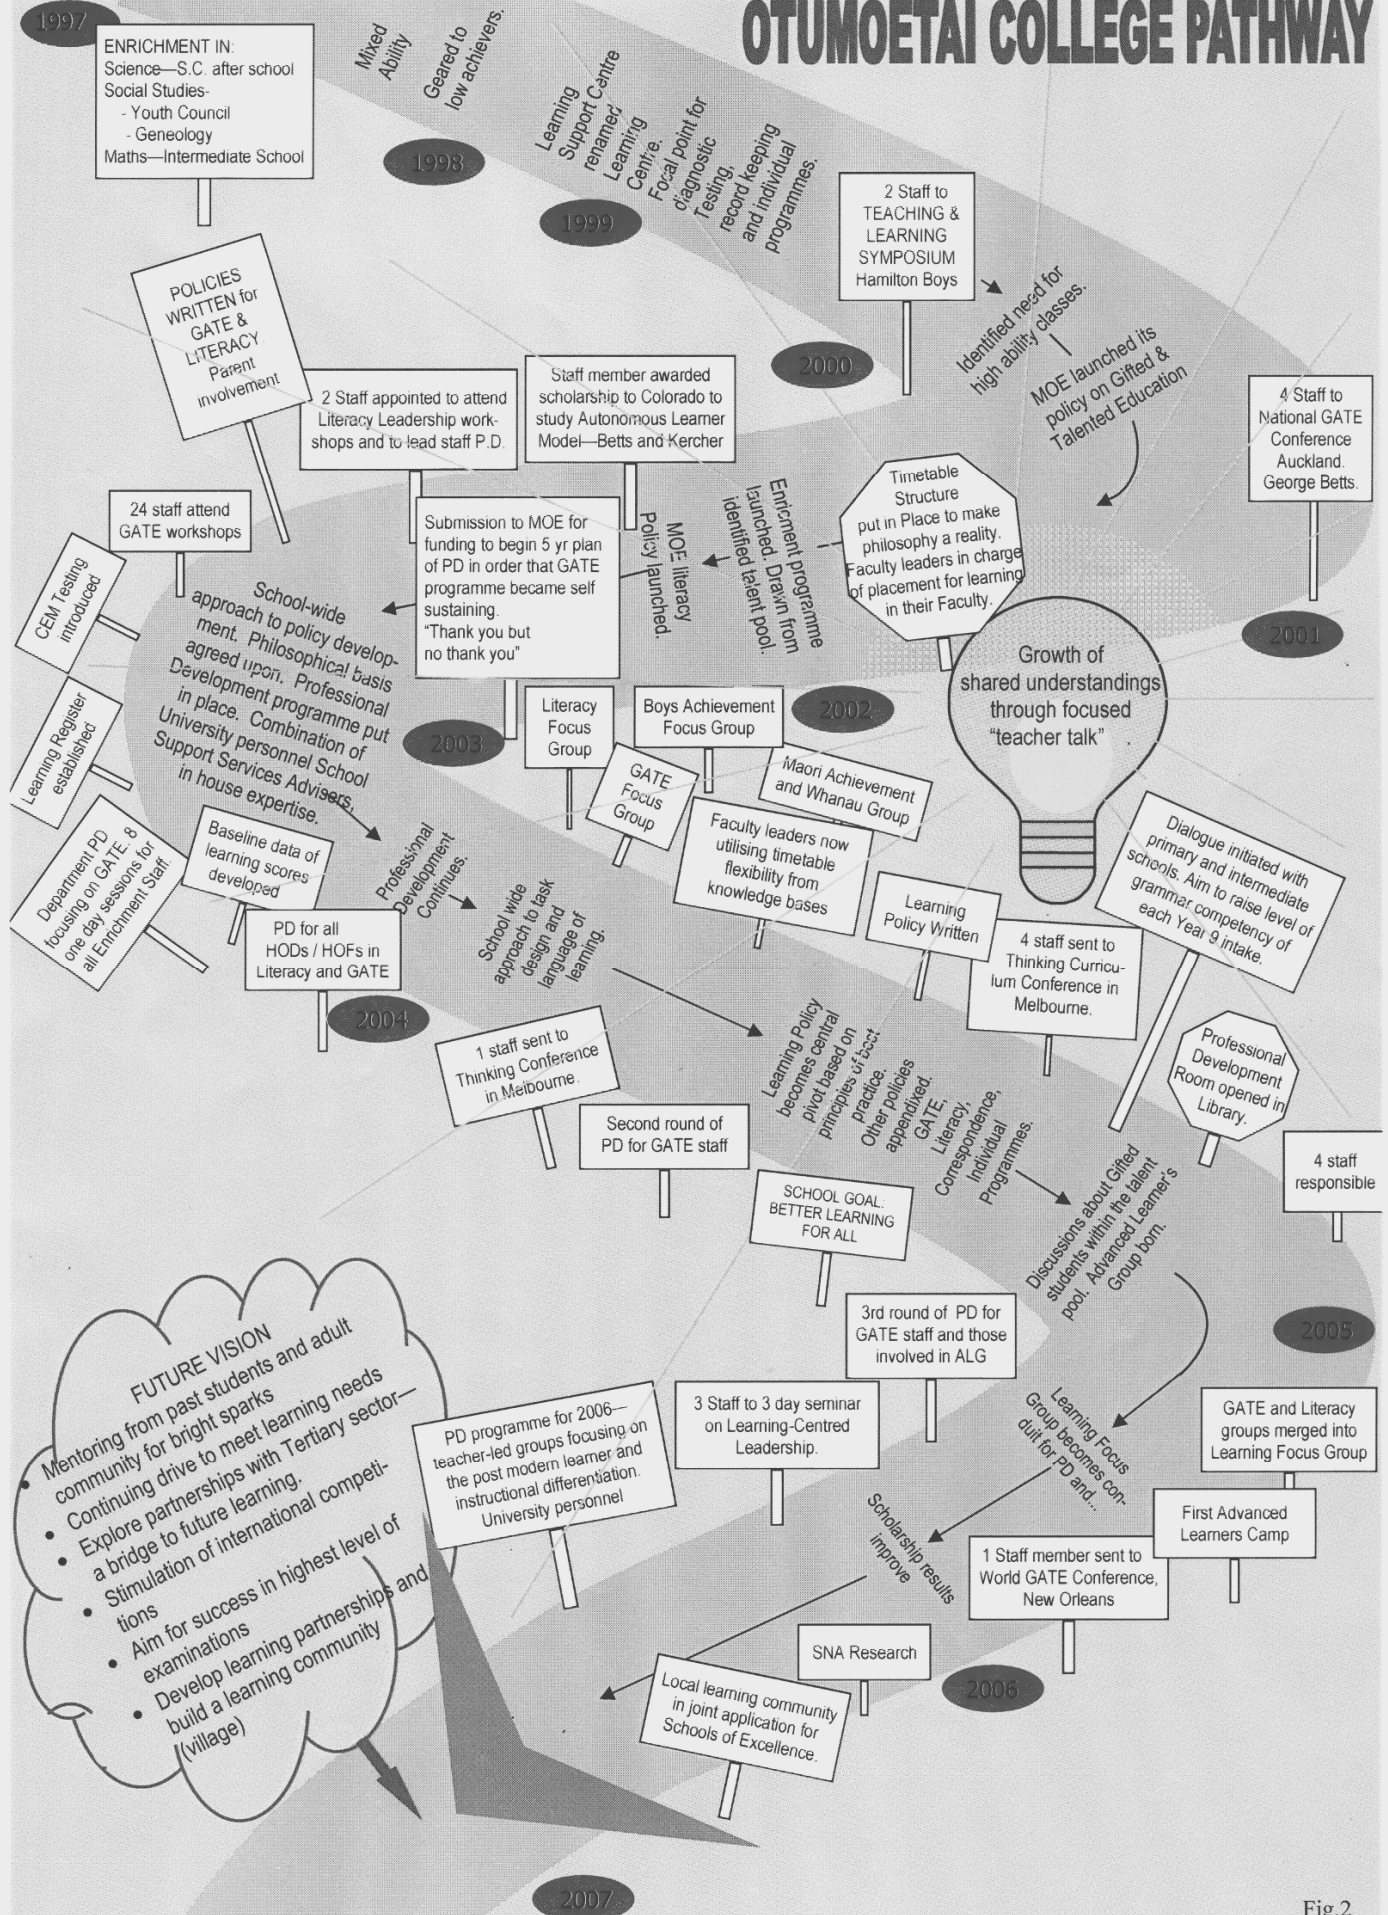 OTUMOETAI COLLEGE PATHWAY
1997
ENRICHMENT IN:
Science—S.C. after school
Social Studies-
- Youth Council
- Geneology
Maths—Intermediate School
Mixed
Ability
Geared to
low achievers.
1998
Learning
Support Centre
renamed
Learning
Centre.
Focal point for
diagnostic
Testing,
record keeping
and individual
programmes.
1999
2 Staff to
TEACHING &
LEARNING
SYMPOSIUM
Hamilton Boys
Identified need for
high ability classes.
2000
MOE launched its
policy on Gifted &
Talented Education
4 Staff to
National GATE
Conference
Auckland.
George Betts.
2001
POLICIES
WRITTEN for
GATE &
LITERACY
Parent
involvement
2 Staff appointed to attend
Literacy Leadership work-
shops and to lead staff P.D.
Staff member awarded
scholarship to Colorado to
study Autonomous Learner
Model—Betts and Kercher
Timetable
Structure
put in Place to make
philosophy a reality.
Faculty leaders in charge
of placement for learning
in their Faculty.
Enricment programme
launched. Drawn from
identified talent pool.
MOE literacy
Policy launched.
Submission to MOE for
funding to begin 5 yr plan
of PD in order that GATE
programme became self
sustaining.
"Thank you but
no thank you"
24 staff attend
GATE workshops
CEM Testing
introduced
Learning Register
established
School-wide
approach to policy develop-
ment. Philosophical basis
agreed upon. Professional
Development programme put
in place. Combination of
University personnel School
Support Services Advisers,
in house expertise.
Growth of
shared understandings
through focused
"teacher talk"
2002
2003
Literacy
Focus
Group
Boys Achievement
Focus Group
GATE
Focus
Group
Maori Achievement
and Whanau Group
Faculty leaders now
utilising timetable
flexibility from
knowledge bases
Learning
Policy Written
4 staff sent to
Thinking Curricu-
lum Conference in
Melbourne.
Dialogue initiated with
primary and intermediate
schools. Aim to raise level of
grammar competency of
each Year 9 intake.
Department PD
focusing on GATE. 8
one day sessions for
all Enrichment Staff.
Baseline data of
learning scores
developed
PD for all
HODs / HOFs in
Literacy and GATE
Professional
Development
Continues.
School wide
approach to task
design and
language of
learning.
2004
1 staff sent to
Thinking Conference
in Melbourne.
Second round of
PD for GATE staff
Learning Policy
becomes central
pivot based on
principles of best
practice.
Other policies
appendixed.
GATE,
Literacy,
Correspondence,
Individual
Programmes.
Professional
Development
Room opened in
Library.
4 staff
responsible
SCHOOL GOAL:
BETTER LEARNING
FOR ALL
Discussions about Gifted
students within the talent
pool. Advanced Learner's
Group born.
3rd round of PD for
GATE staff and those
involved in ALG
2005
3 Staff to 3 day seminar
on Learning-Centred
Leadership.
Learning Focus
Group becomes con-
duit for PD and...
GATE and Literacy
groups merged into
Learning Focus Group
First Advanced
Learners Camp
PD programme for 2006—
teacher-led groups focusing on
the post modern learner and
instructional differentiation.
University personnel
Scholarship results
improve
1 Staff member sent to
World GATE Conference,
New Orleans
SNA Research
2006
Local learning community
in joint application for
Schools of Excellence.
FUTURE VISION
• Mentoring from past students and adult
community for bright sparks
• Continuing drive to meet learning needs
• Explore partnerships with Tertiary sector—
a bridge to future learning.
• Stimulation of international competi-
tions
• Aim for success in highest level of
examinations
• Develop learning partnerships and
build a learning community
(village)
2007
Fig.2